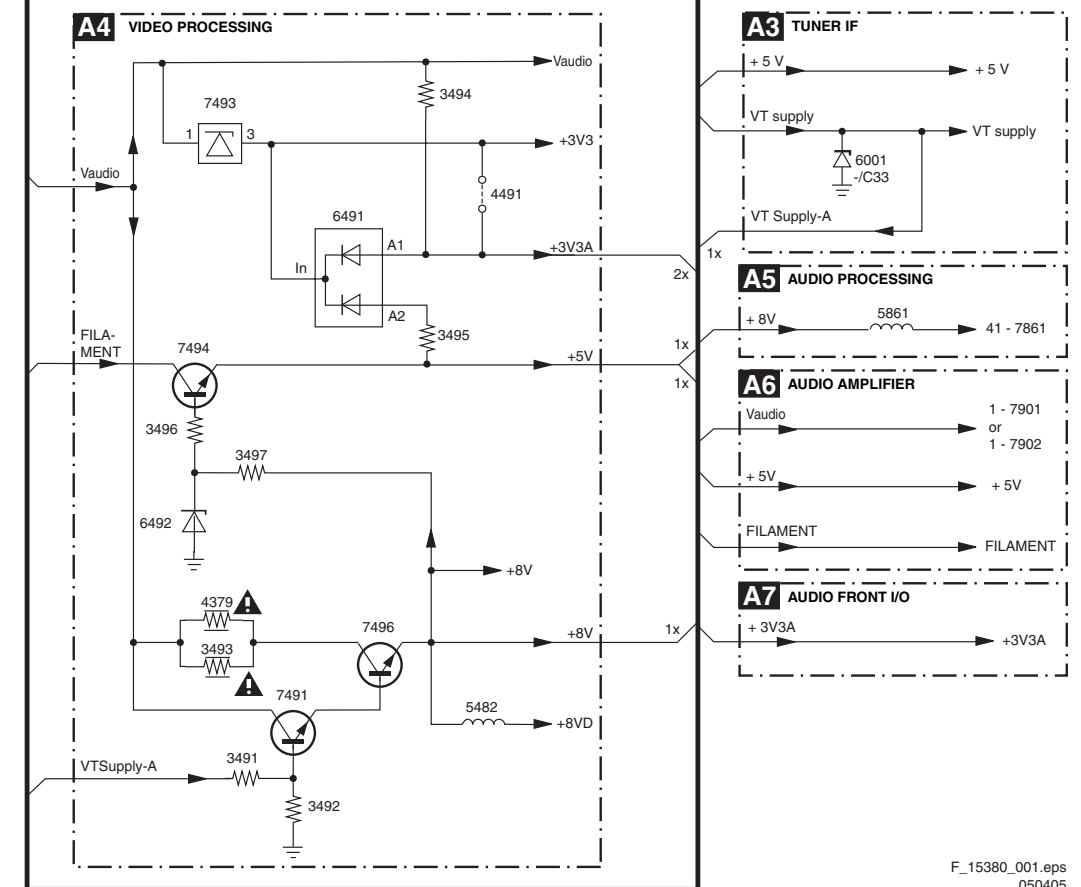 A4 VIDEO PROCESSING
Vaudio
3494
7493
1
3
+3V3
Vaudio
4491
6491
A1
+3V3A
In
2x
A2
3495
FILA-
MENT
7494
+5V
1x
1x
3496
3497
6492
+8V
4379
3493
7496
+8V
1x
7491
5482
+8VD
VTSupply-A
3491
3492
A3 TUNER IF
+ 5 V
+ 5 V
VT supply
VT supply
6001
-/C33
VT Supply-A
1x
A5 AUDIO PROCESSING
+ 8V
5861
41 - 7861
A6 AUDIO AMPLIFIER
Vaudio
1 - 7901
or
1 - 7902
+ 5V
+ 5V
FILAMENT
FILAMENT
A7 AUDIO FRONT I/O
+ 3V3A
+3V3A
F_15380_001.eps
050405